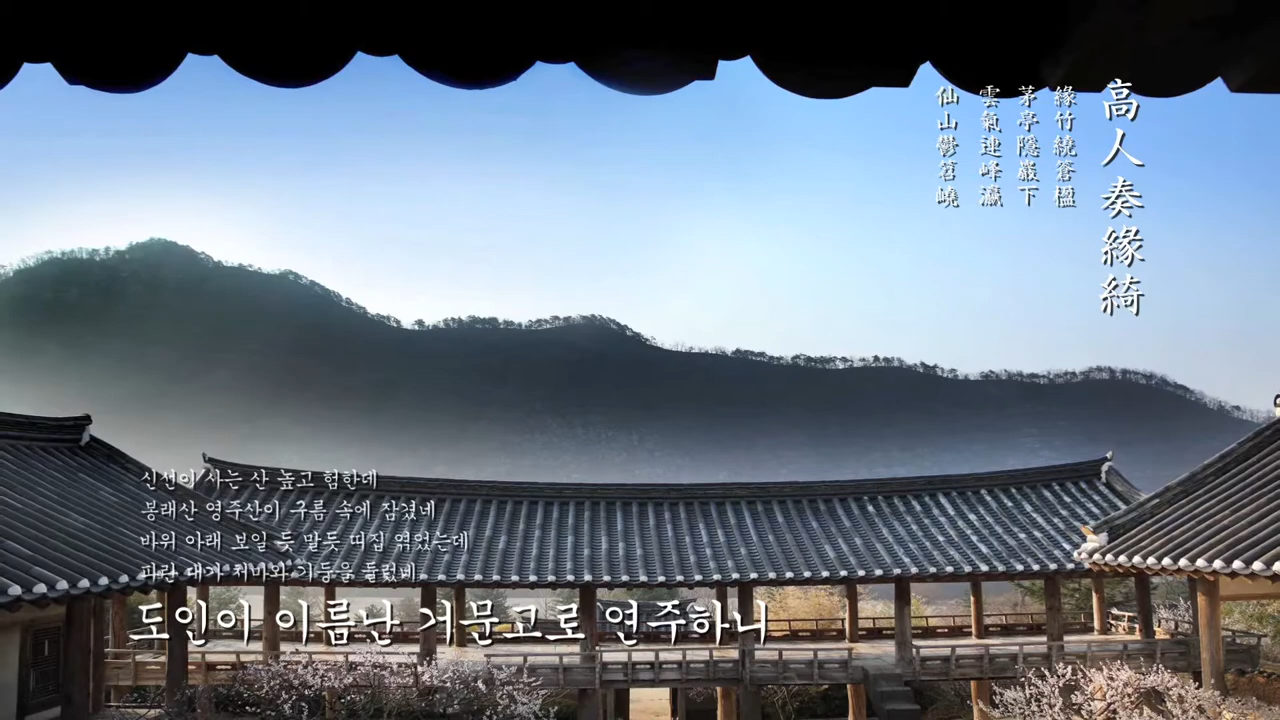 仙山鬱岧嶢
雲氣連峰瀛
茅亭隱巖下
緣竹繞蒼楹
高人奏緣綺
신선이 사는 산 높고 험한데
봉래산 영주산이 구름 속에 잠겼네
바위 아래 보일 듯 말듯 띠집 엮었는데
파란 대가 처마와 기둥을 둘렀네
도인이 이름난 거문고로 연주하니